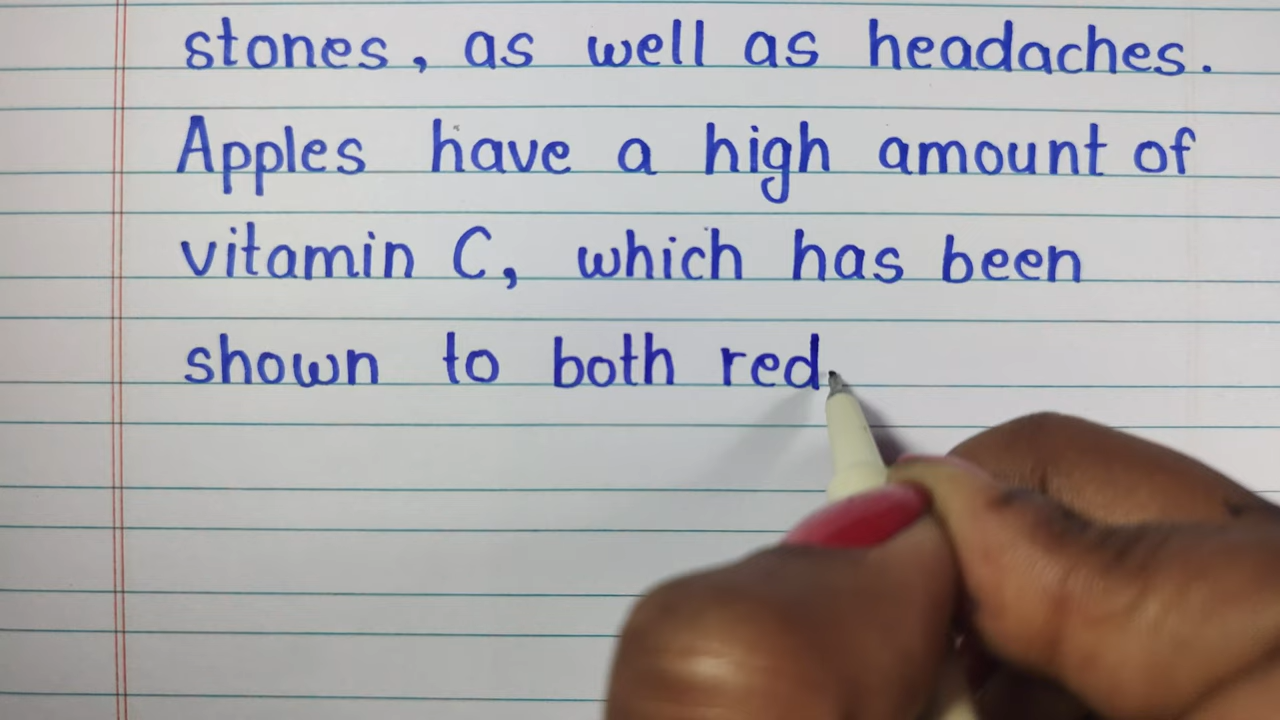 stones, as well as headaches.
Apples have a high amount of
vitamin C, which has been
shown to both red